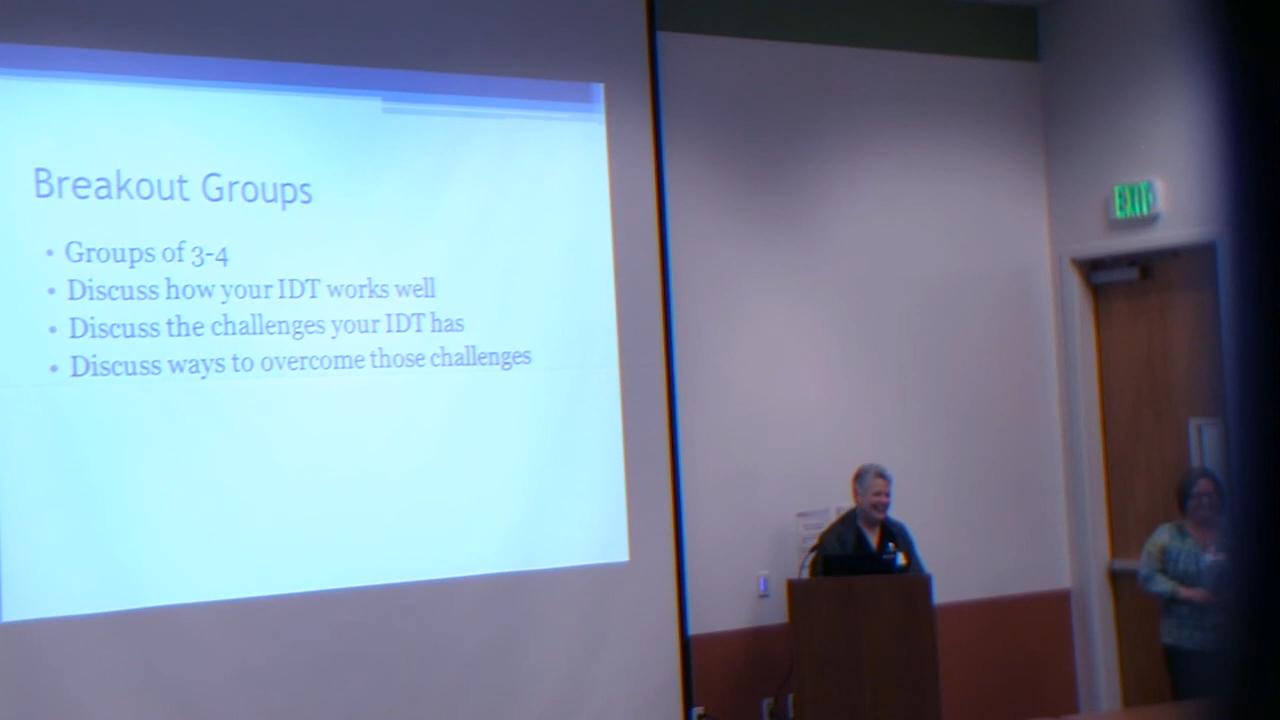 Breakout Groups
• Groups of 3-4
• Discuss how your IDT works well
• Discuss the challenges your IDT has
• Discuss ways to overcome those challenges
EXIT